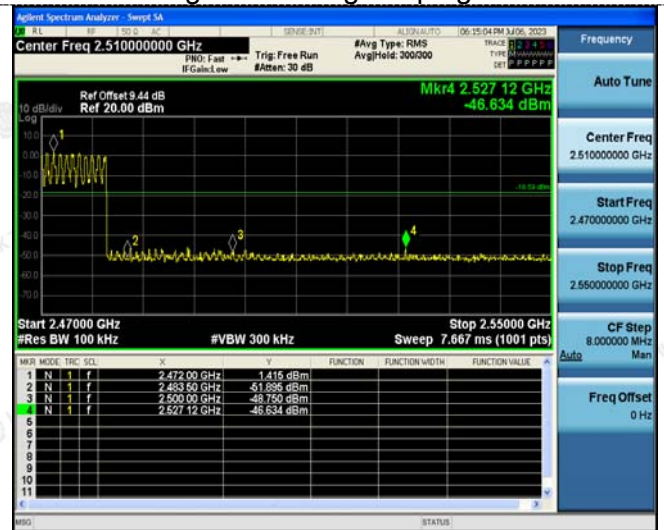 Agilent Spectrum Analyzer - Swept SA
RL RF 50 Ω AC SENSE:INT ALIGN AUTO 06:15:04 PM Jul 06, 2023
Center Freq 2.510000000 GHz
PNO: Fast
IFGain:Low
Trig: Free Run
#Atten: 30 dB
#Avg Type: RMS
Avg|Hold: 300/300
TRACE 1 2 3 4 5 6
TYPE M
DET P P P P P P
Frequency
Mkr4 2.527 12 GHz
-46.634 dBm
Ref Offset 9.44 dB
Ref 20.00 dBm
10 dB/div
Log
10.0
0.00
-10.0
-20.0
-30.0
-40.0
-50.0
-60.0
-70.0
1
2
3
4
-18.59 dBm
Start 2.47000 GHz
#Res BW 100 kHz
#VBW 300 kHz
Stop 2.55000 GHz
Sweep 7.667 ms (1001 pts)
MKR MODE TRC SCL X Y FUNCTION FUNCTION WIDTH FUNCTION VALUE
1 N 1 f 2.472 00 GHz 1.415 dBm
2 N 1 f 2.483 50 GHz -51.895 dBm
3 N 1 f 2.500 00 GHz -48.750 dBm
4 N 1 f 2.527 12 GHz -46.634 dBm
5
6
7
8
9
10
11
MSG STATUS
Auto Tune
Center Freq
2.510000000 GHz
Start Freq
2.470000000 GHz
Stop Freq
2.550000000 GHz
CF Step
8.000000 MHz
Auto Man
Freq Offset
0 Hz